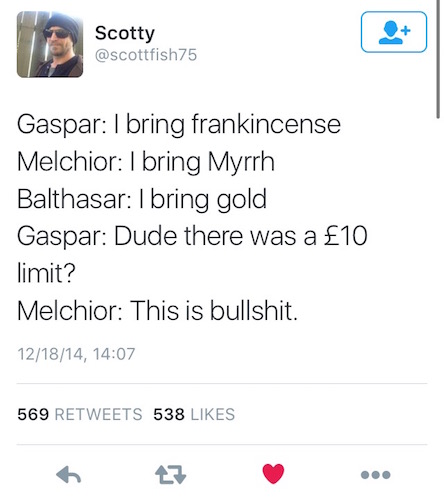 Scotty
@scottfish75
Gaspar: I bring frankincense
Melchior: I bring Myrrh
Balthasar: I bring gold
Gaspar: Dude there was a £10
limit?
Melchior: This is bullshit.
12/18/14, 14:07
569 RETWEETS 538 LIKES